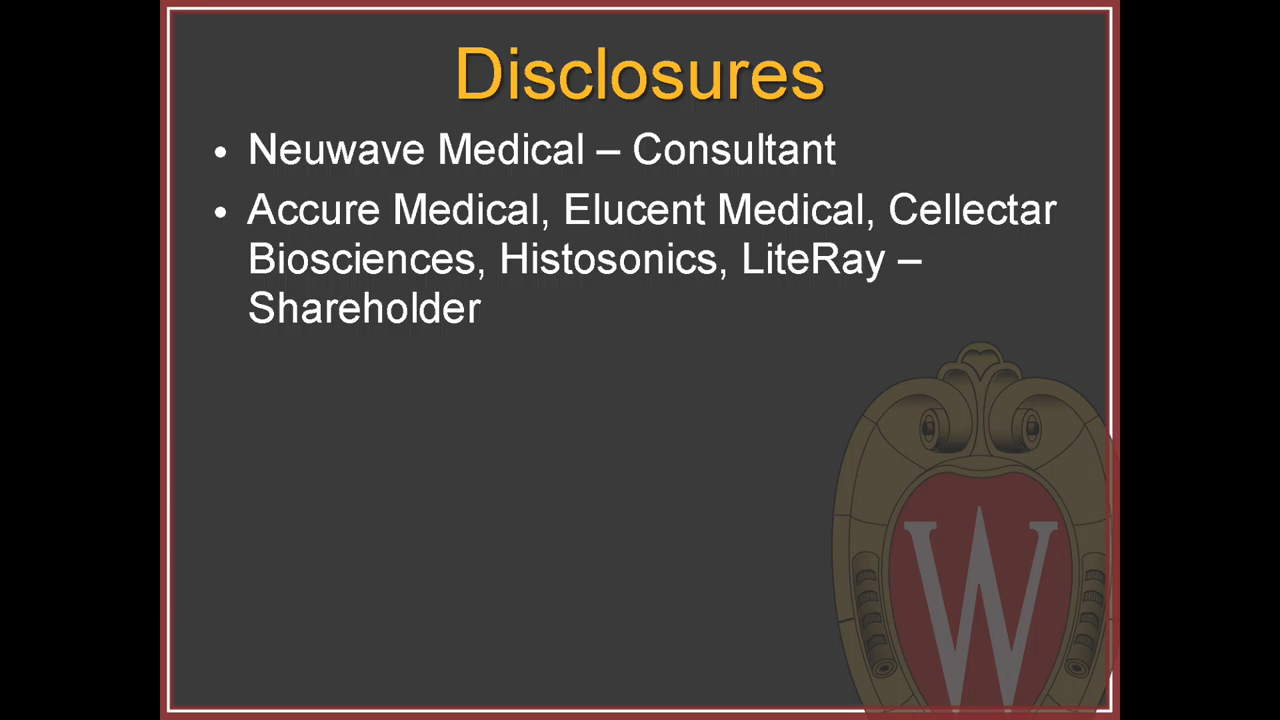 Disclosures
• Neuwave Medical – Consultant
• Accure Medical, Elucent Medical, Cellectar
Biosciences, Histosonics, LiteRay –
Shareholder
W